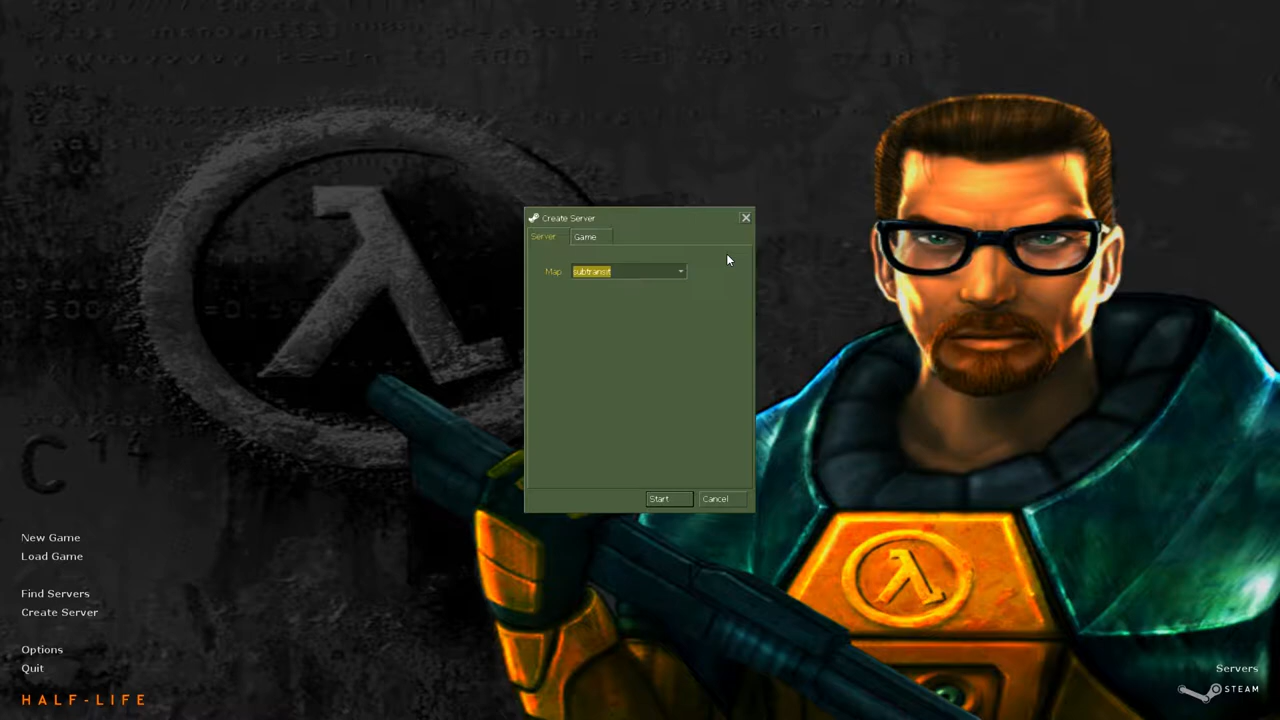 Create Server
Server
Game
Map
subtransit
Start
Cancel
C 14
New Game
Load Game
Find Servers
Create Server
Options
Quit
HALF-LIFE
Servers
STEAM